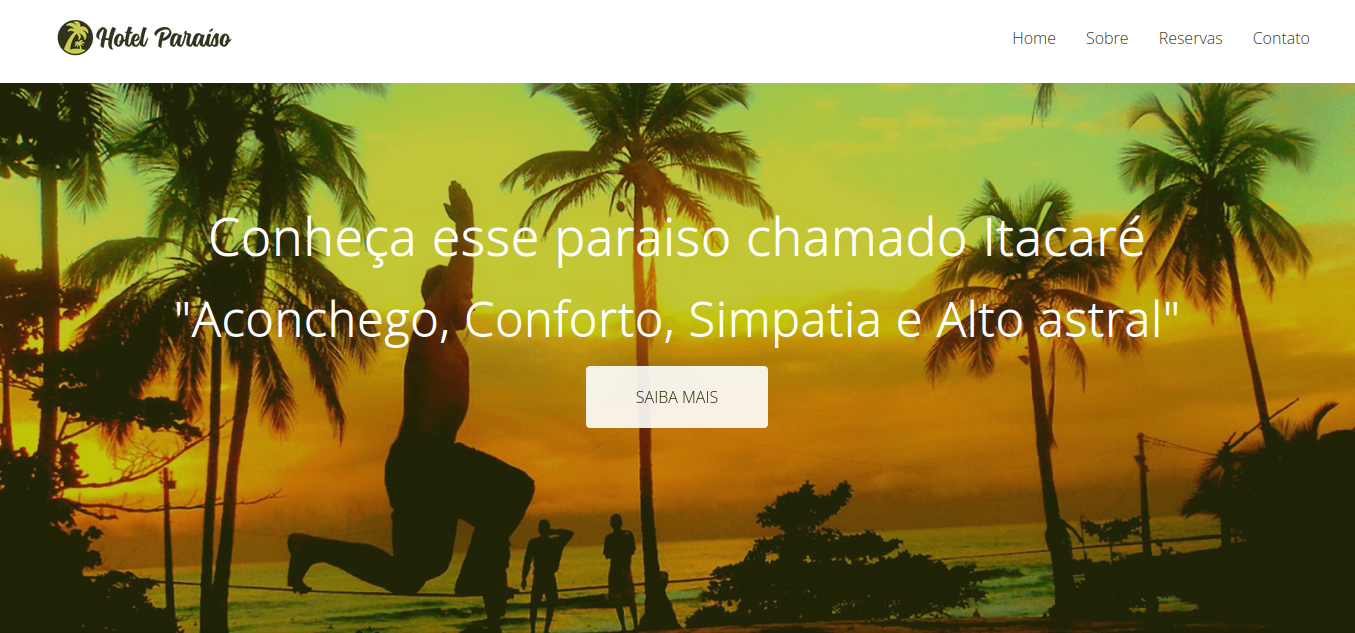 Hotel Paraíso
Home Sobre Reservas Contato
Conheça esse paraiso chamado Itacaré
"Aconchego, Conforto, Simpatia e Alto astral"
SAIBA MAIS